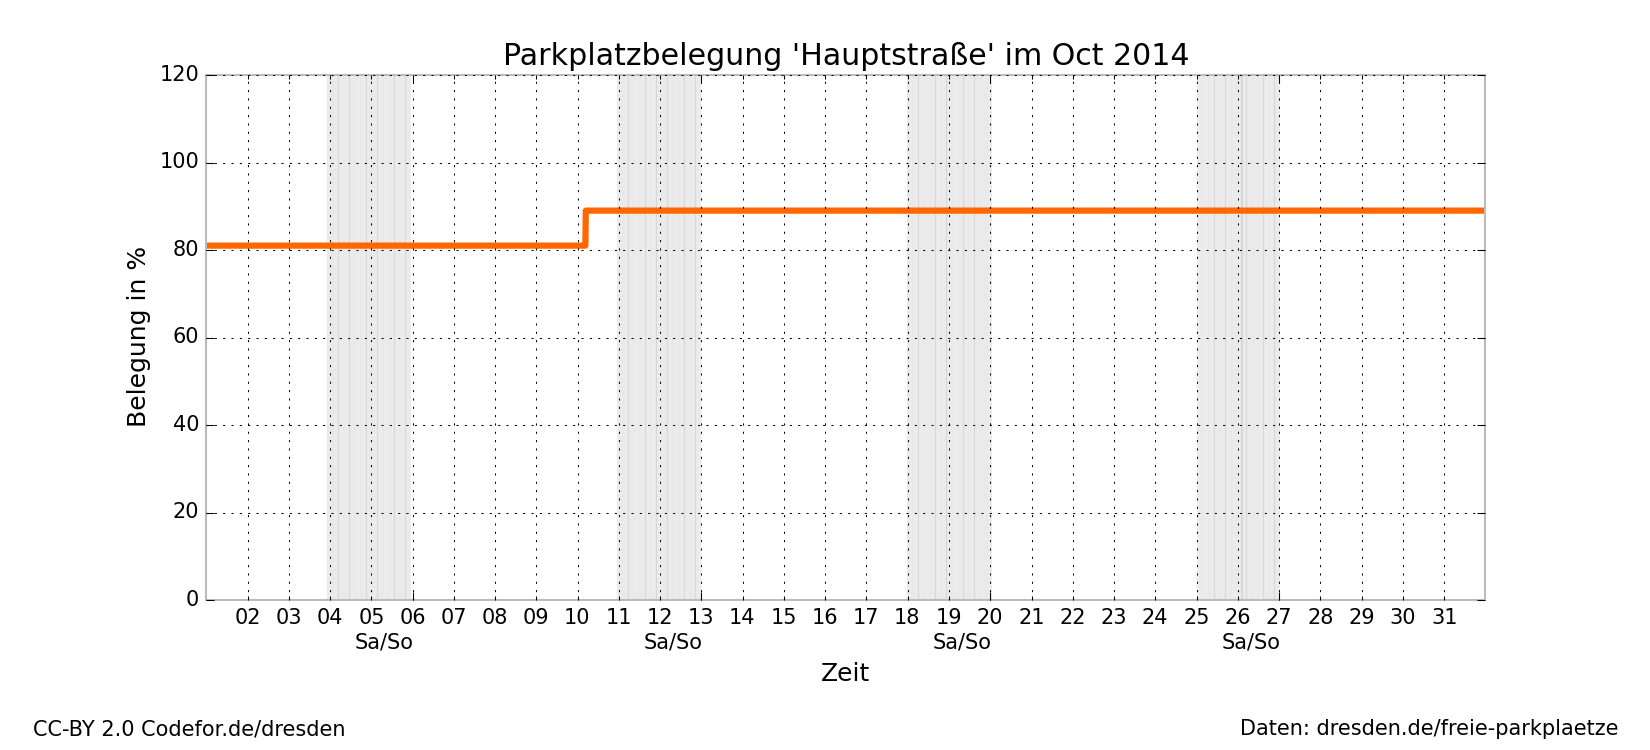 Parkplatzbelegung 'Hauptstraße' im Oct 2014
120
100
80
60
40
20
0
Belegung in %
02 03 04 05 06 07 08 09 10 11 12 13 14 15 16 17 18 19 20 21 22 23 24 25 26 27 28 29 30 31
Sa/So Sa/So Sa/So Sa/So
Zeit
CC-BY 2.0 Codefor.de/dresden
Daten: dresden.de/freie-parkplaetze